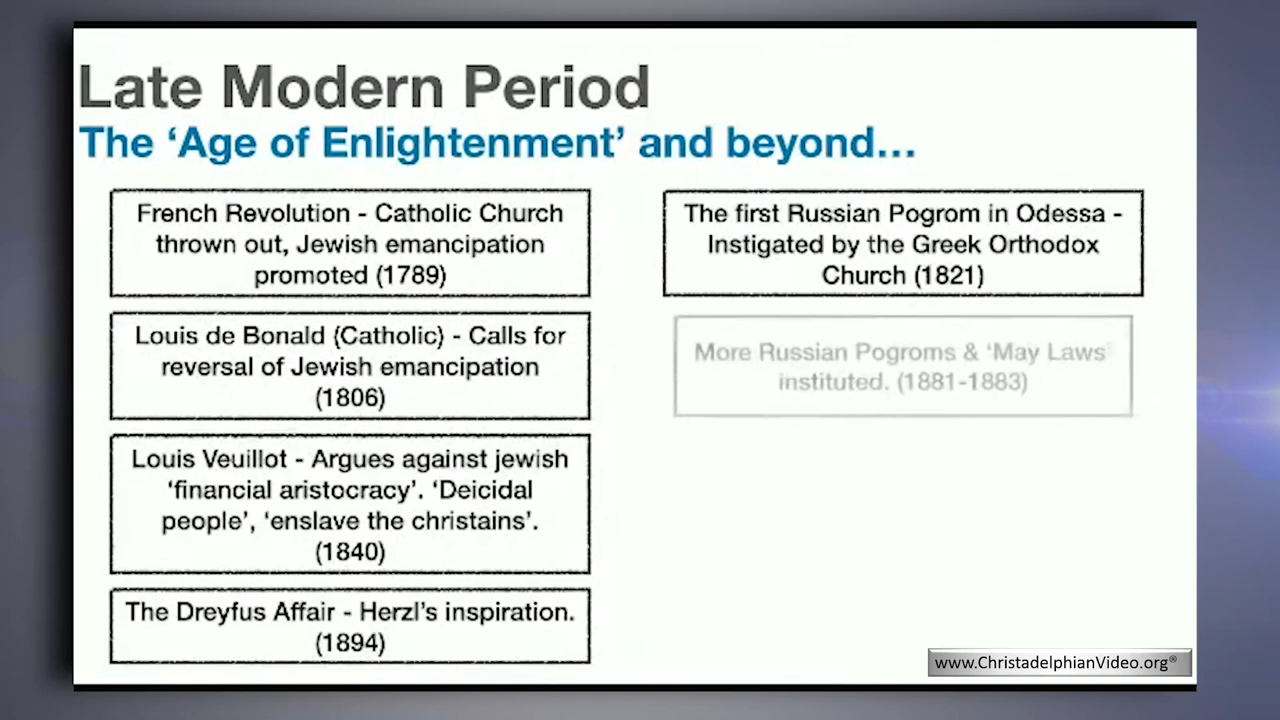 Late Modern Period
The ‘Age of Enlightenment’ and beyond…
French Revolution - Catholic Church
thrown out, Jewish emancipation
promoted (1789)
Louis de Bonald (Catholic) - Calls for
reversal of Jewish emancipation
(1806)
Louis Veuillot - Argues against jewish
‘financial aristocracy’. ‘Deicidal
people’, ‘enslave the christains’.
(1840)
The Dreyfus Affair - Herzl’s inspiration.
(1894)
The first Russian Pogrom in Odessa -
Instigated by the Greek Orthodox
Church (1821)
More Russian Pogroms & ‘May Laws’
instituted. (1881-1883)
www.ChristadelphianVideo.org®